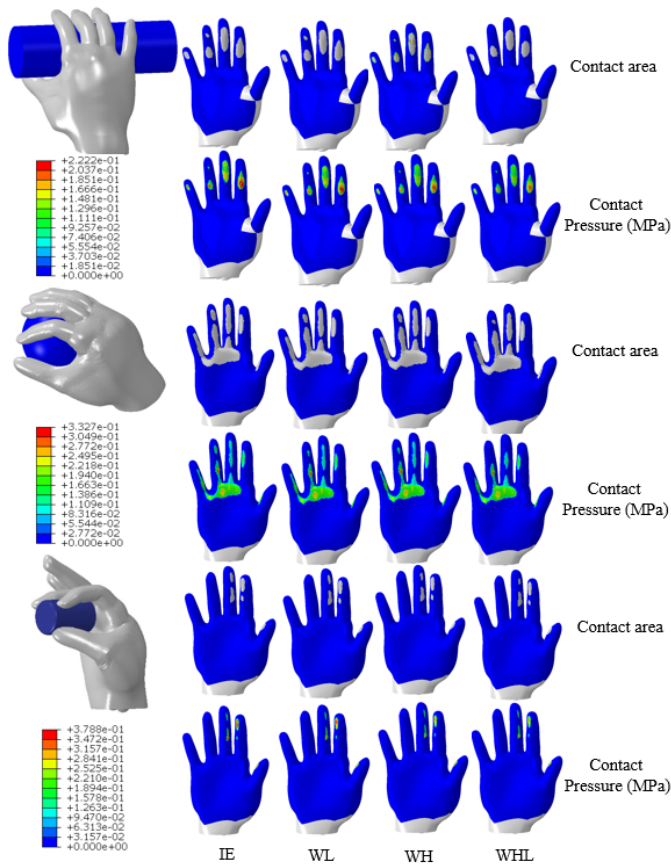 Contact area
+2.222e-01
+2.037e-01
+1.851e-01
+1.666e-01
+1.481e-01
+1.296e-01
+1.111e-01
+9.257e-02
+7.406e-02
+5.554e-02
+3.703e-02
+1.851e-02
+0.000e+00
Contact
Pressure (MPa)
Contact area
+3.327e-01
+3.049e-01
+2.772e-01
+2.495e-01
+2.218e-01
+1.940e-01
+1.663e-01
+1.386e-01
+1.109e-01
+8.316e-02
+5.544e-02
+2.772e-02
+0.000e+00
Contact
Pressure (MPa)
Contact area
+3.788e-01
+3.472e-01
+3.157e-01
+2.841e-01
+2.525e-01
+2.210e-01
+1.894e-01
+1.578e-01
+1.263e-01
+9.470e-02
+6.313e-02
+3.157e-02
+0.000e+00
Contact
Pressure (MPa)
IE WL WH WHL